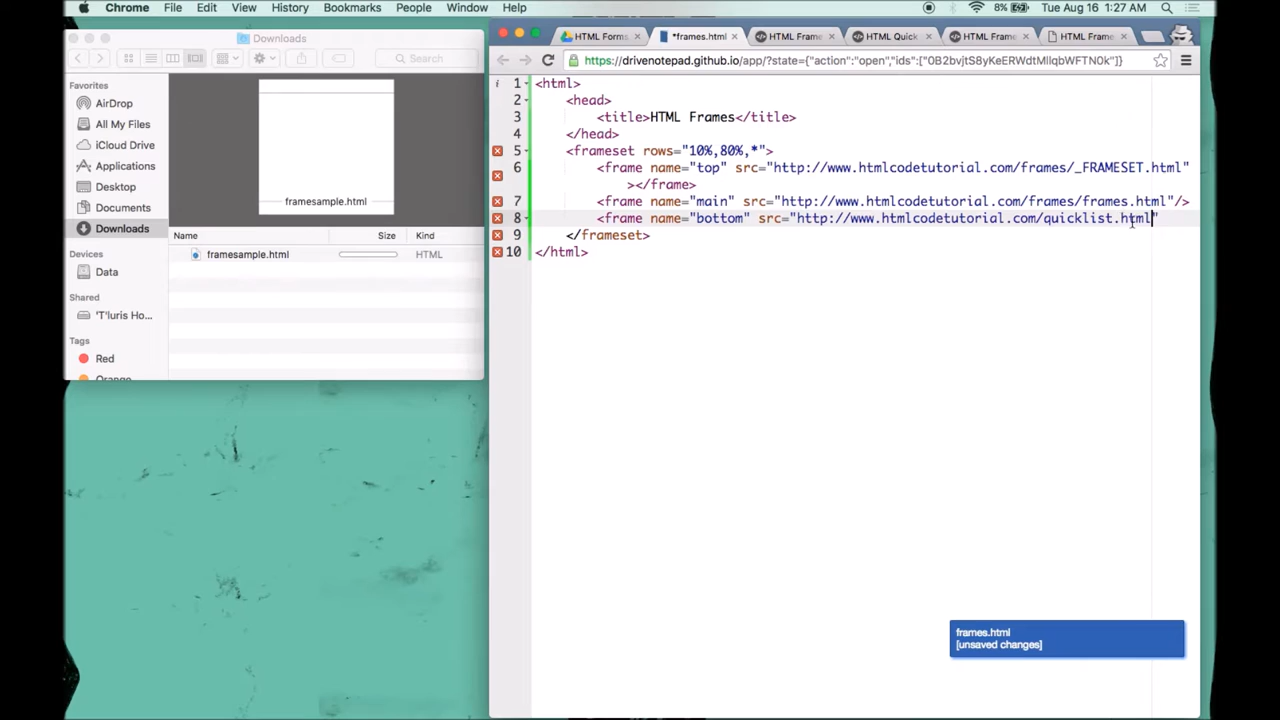 Chrome File Edit View History Bookmarks People Window Help 8% Tue Aug 16 1:27 AM
Downloads
Search
Favorites
AirDrop
All My Files
iCloud Drive
Applications
Desktop
Documents
Downloads
Devices
Data
Shared
'T'luris Ho...
Tags
Red
Orange
framesample.html
Name Size Kind
framesample.html HTML
HTML Forms *frames.html HTML Frame HTML Quick HTML Frame HTML Frame
https://drivenotepad.github.io/app/?state={"action":"open","ids":["0B2bvjtS8yKeERWdtMllqbWFTN0k"]}
1 <html>
2 <head>
3 <title>HTML Frames</title>
4 </head>
5 <frameset rows="10%,80%,*">
6 <frame name="top" src="http://www.htmlcodetutorial.com/frames/_FRAMESET.html"
></frame>
7 <frame name="main" src="http://www.htmlcodetutorial.com/frames/frames.html"/>
8 <frame name="bottom" src="http://www.htmlcodetutorial.com/quicklist.html"
9 </frameset>
10 </html>
frames.html
[unsaved changes]